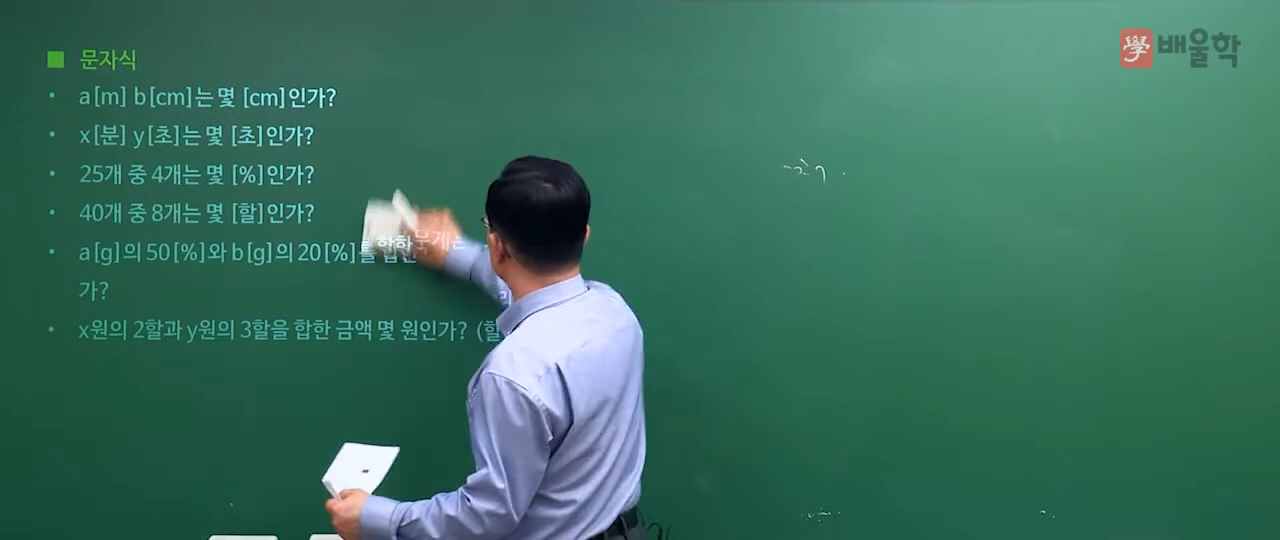 學 배울학
■ 문자식
• a[m] b[cm]는 몇 [cm]인가?
• x[분] y[초]는 몇 [초]인가?
• 25개 중 4개는 몇 [%]인가?
• 40개 중 8개는 몇 [할]인가?
• a[g]의 50[%]와 b[g]의 20[%]를 합한
가?
• x원의 2할과 y원의 3할을 합한 금액 몇 원인가? (할